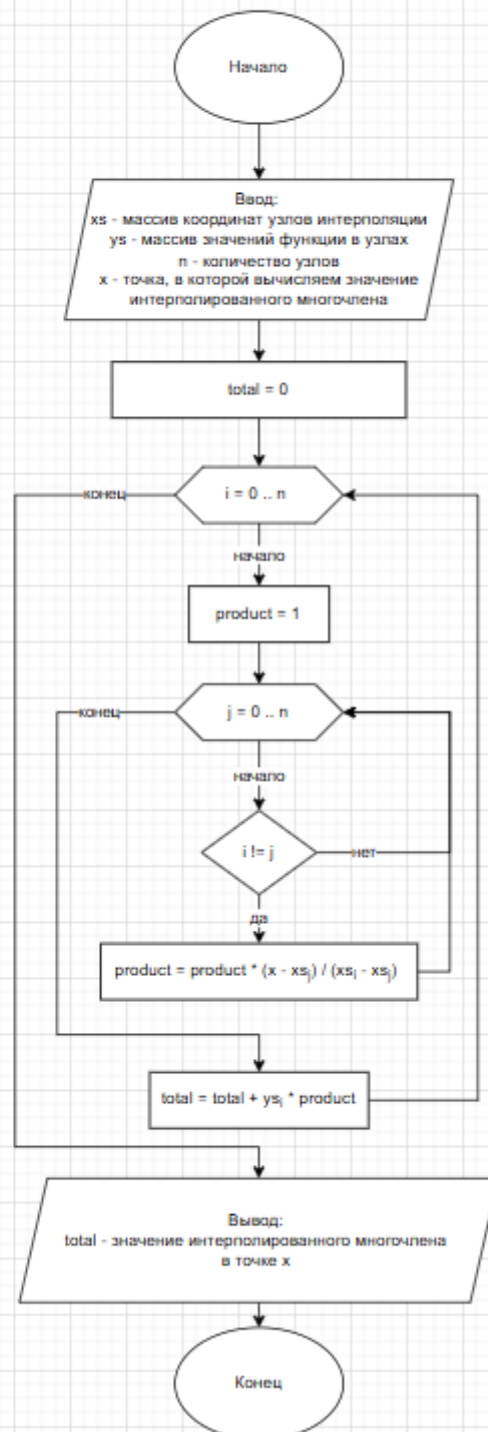 Начало
Ввод:
xs - массив координат узлов интерполяции
ys - массив значений функции в узлах
n - количество узлов
x - точка, в которой вычисляем значение
интерполированного многочлена
total = 0
i = 0 .. n
конец
начало
product = 1
j = 0 .. n
конец
начало
i != j
нет
да
product = product * (x - xsⱼ) / (xsᵢ - xsⱼ)
total = total + ysᵢ * product
Вывод:
total - значение интерполированного многочлена
в точке x
Конец